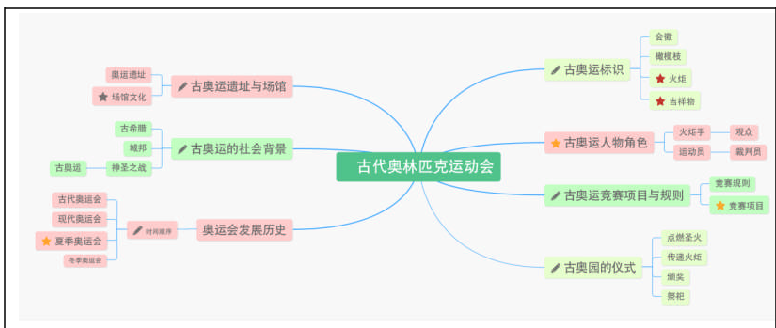 古代奥林匹克运动会
古奥运遗址与场馆
奥运遗址
场馆文化
古奥运的社会背景
古希腊
城邦
神圣之战
古奥运
奥运会发展历史
时间顺序
古代奥运会
现代奥运会
夏季奥运会
冬季奥运会
古奥运标识
会徽
橄榄枝
火炬
吉祥物
古奥运人物角色
火炬手
观众
运动员
裁判员
古奥运竞赛项目与规则
竞赛规则
竞赛项目
古奥园的仪式
点燃圣火
传递火炬
颁奖
祭祀